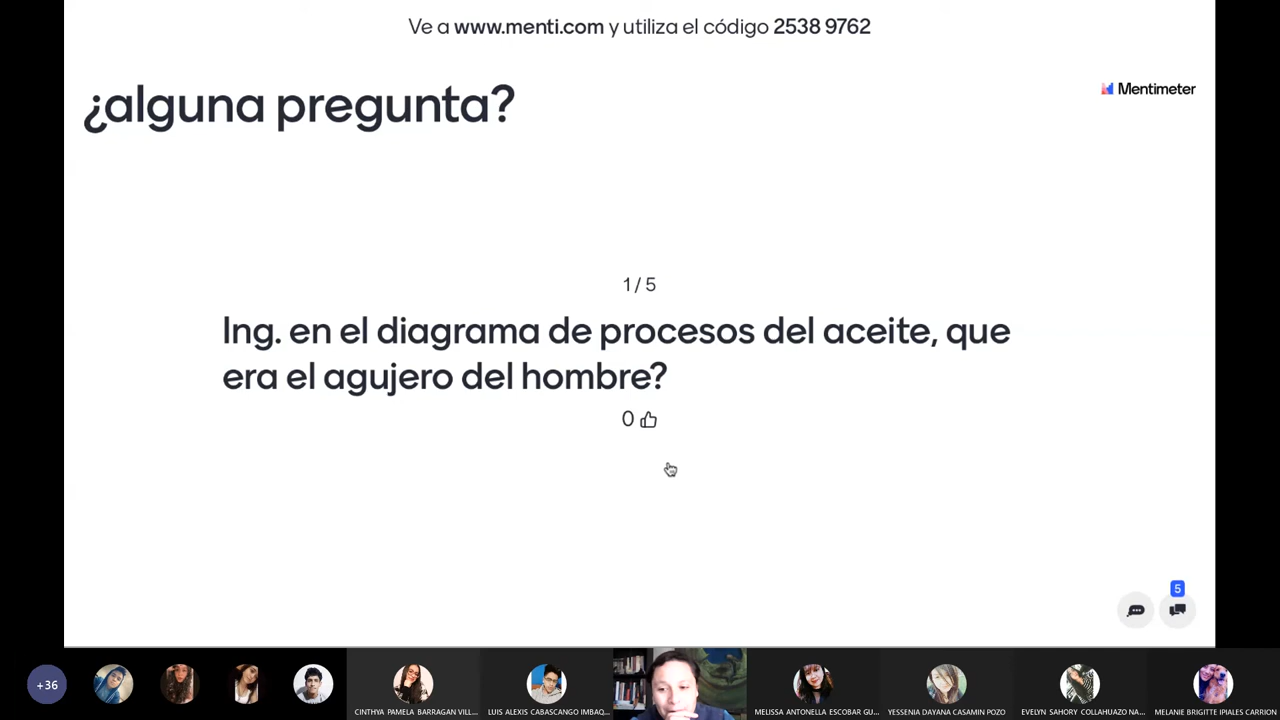 Ve a www.menti.com y utiliza el código 2538 9762
¿alguna pregunta?
Mentimeter
1 / 5
Ing. en el diagrama de procesos del aceite, que
era el agujero del hombre?
0
5
+36
CINTHYA PAMELA BARRAGAN VILL...
LUIS ALEXIS CABASCANGO IMBAQ...
MELISSA ANTONELLA ESCOBAR GU...
YESSENIA DAYANA CASAMIN POZO
EVELYN SAHORY COLLAHUAZO NA...
MELANIE BRIGITTE IPIALES CARRION